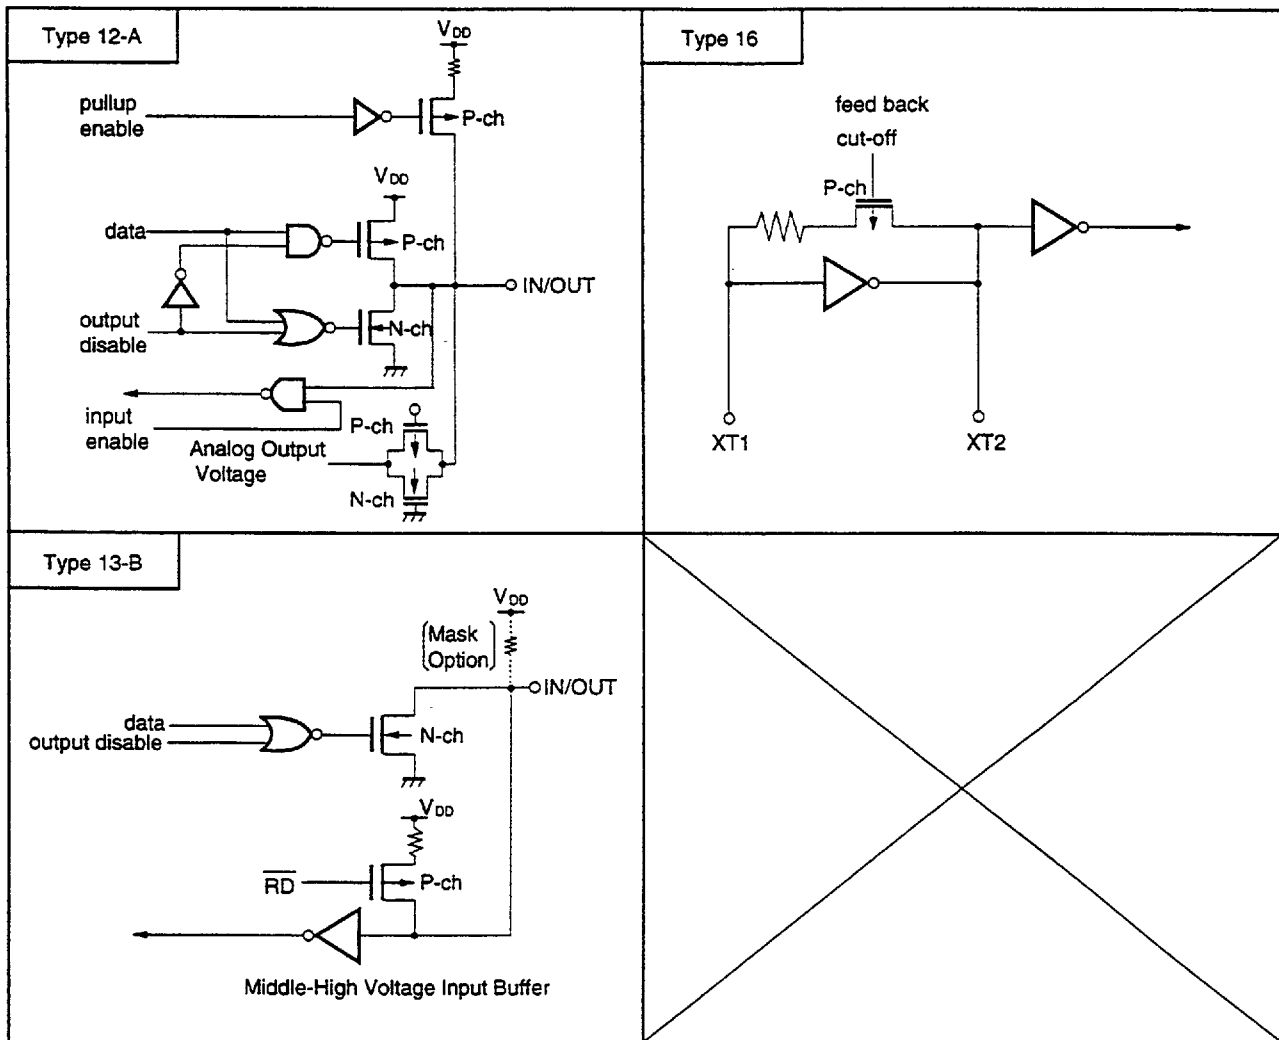 Type 12-A
VDD
pullup
enable
P-ch
VDD
data
P-ch
IN/OUT
output
disable
N-ch
input
enable
P-ch
Analog Output
Voltage
N-ch
Type 16
feed back
cut-off
P-ch
XT1
XT2
Type 13-B
VDD
(Mask
Option)
IN/OUT
data
output disable
N-ch
VDD
RD
P-ch
Middle-High Voltage Input Buffer